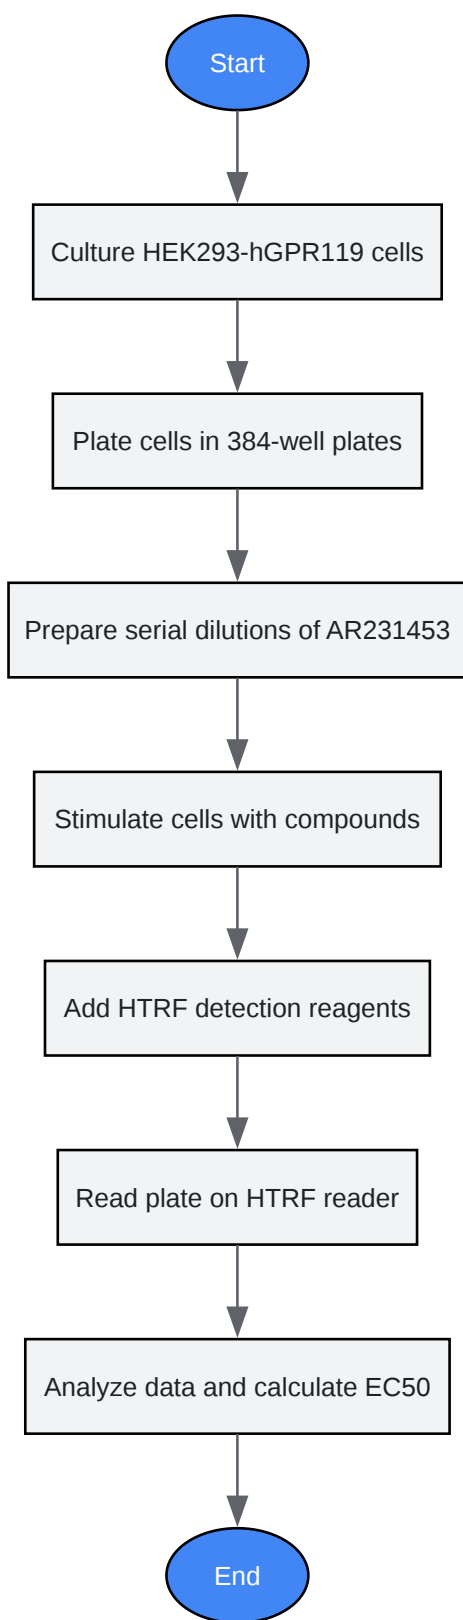 Start
Culture HEK293-hGPR119 cells
Plate cells in 384-well plates
Prepare serial dilutions of AR231453
Stimulate cells with compounds
Add HTRF detection reagents
Read plate on HTRF reader
Analyze data and calculate EC50
End